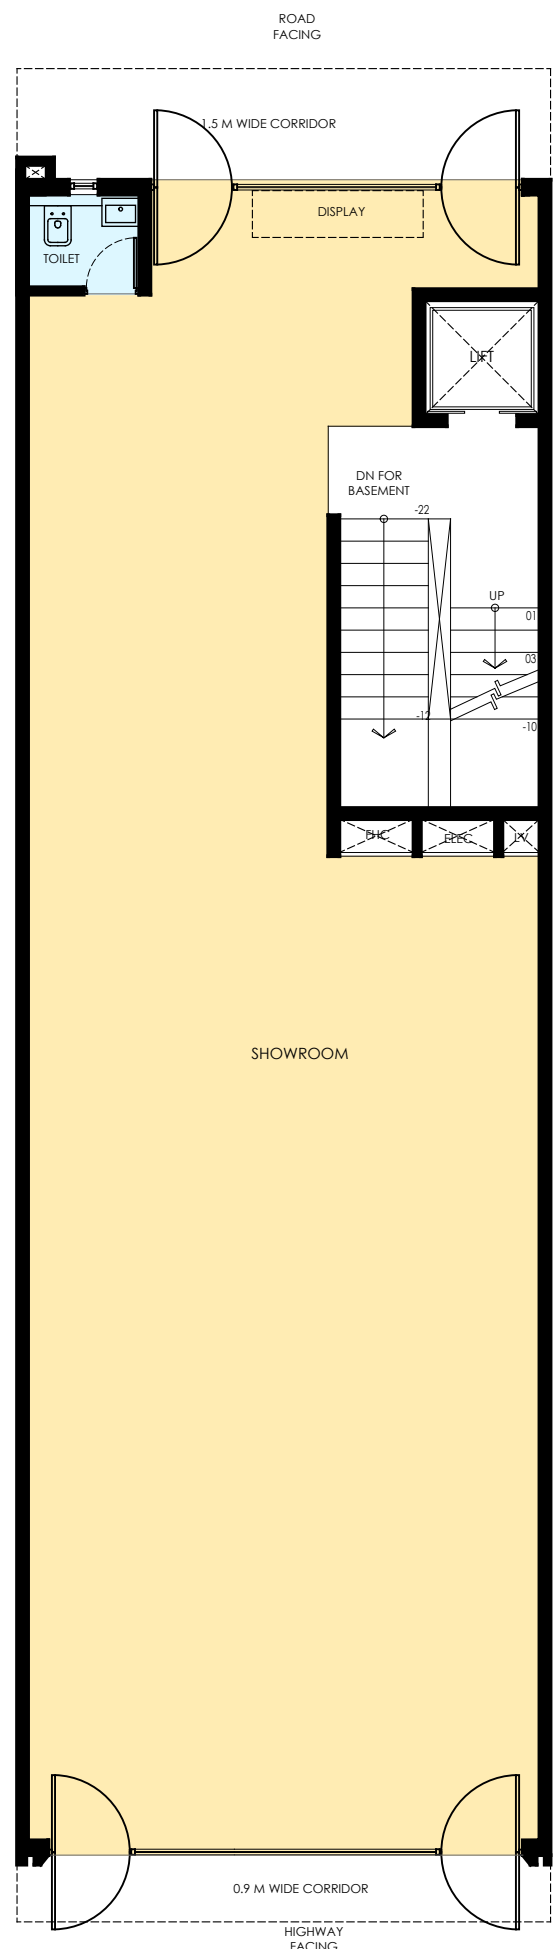 ROAD
FACING
1.5 M WIDE CORRIDOR
DISPLAY
TOILET
LIFT
DN FOR
BASEMENT
-22
UP
01
03
-12
-10
FHC
ELEC
LV
SHOWROOM
0.9 M WIDE CORRIDOR
HIGHWAY
FACING